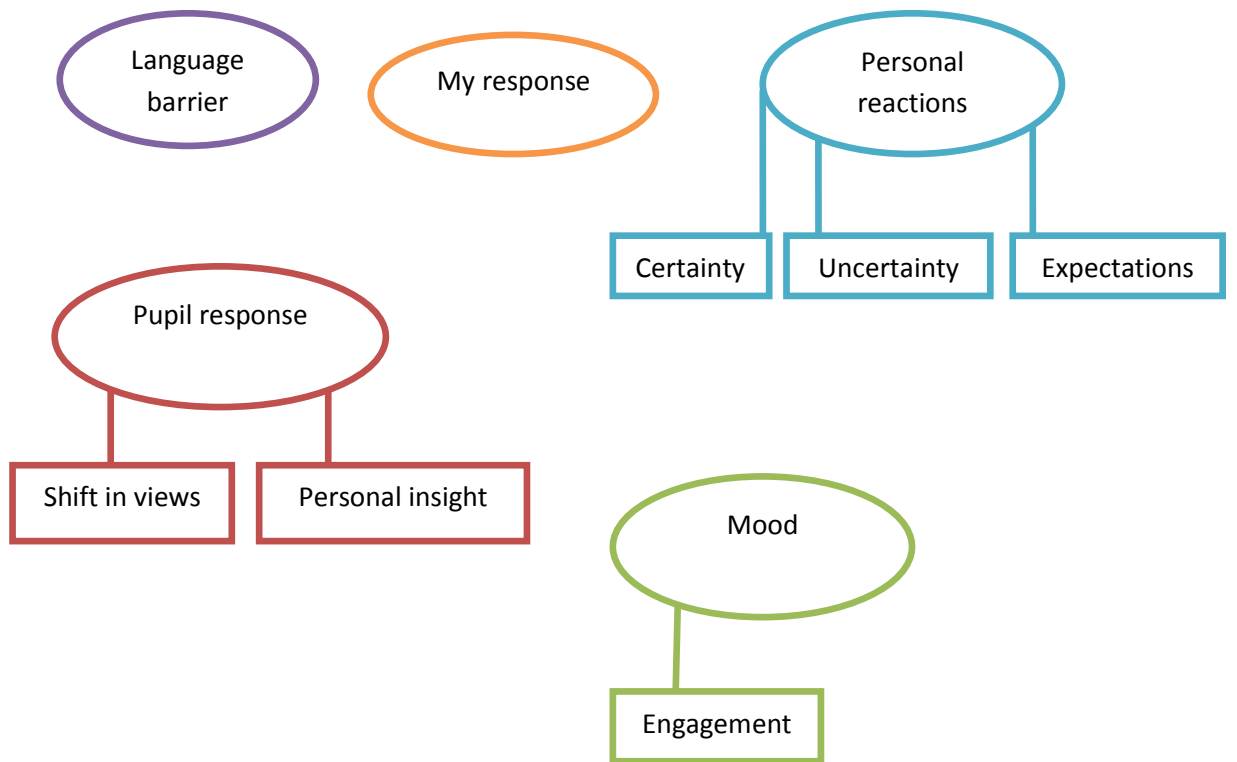 Language
barrier
My response
Personal
reactions
Certainty
Uncertainty
Expectations
Pupil response
Shift in views
Personal insight
Mood
Engagement